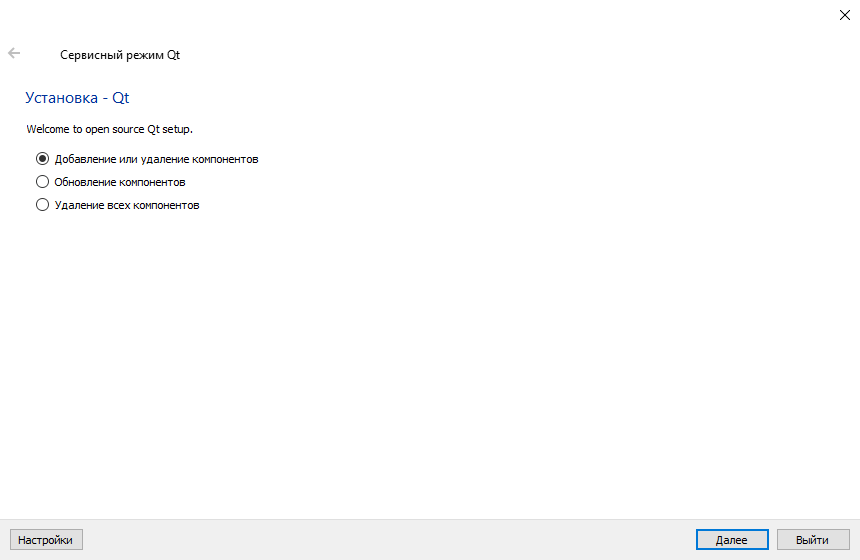 Сервисный режим Qt
Установка - Qt
Welcome to open source Qt setup.
Добавление или удаление компонентов
Обновление компонентов
Удаление всех компонентов
Настройки
Далее
Выйти